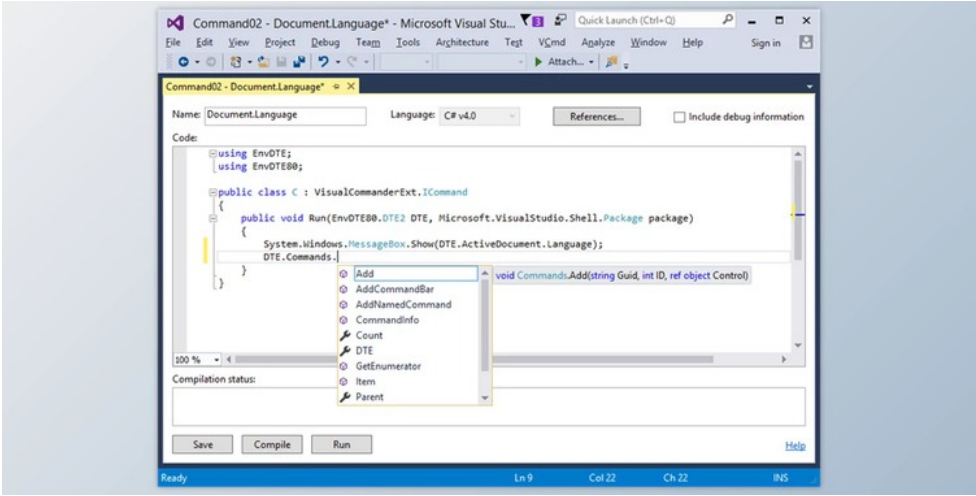 Command02 - Document.Language* - Microsoft Visual Stu... 3 Quick Launch (Ctrl+Q)
File Edit View Project Debug Team Tools Architecture Test VCmd Analyze Window Help Sign in
Attach...
Command02 - Document.Language*
Name: Document.Language Language: C# v4.0 References... Include debug information
Code:
using EnvDTE;
using EnvDTE80;
public class C : VisualCommanderExt.ICommand
{
public void Run(EnvDTE80.DTE2 DTE, Microsoft.VisualStudio.Shell.Package package)
{
System.Windows.MessageBox.Show(DTE.ActiveDocument.Language);
DTE.Commands.
}
}
Add void Commands.Add(string Guid, int ID, ref object Control)
AddCommandBar
AddNamedCommand
CommandInfo
Count
DTE
GetEnumerator
Item
Parent
100 %
Compilation status:
Save Compile Run Help
Ready Ln 9 Col 22 Ch 22 INS